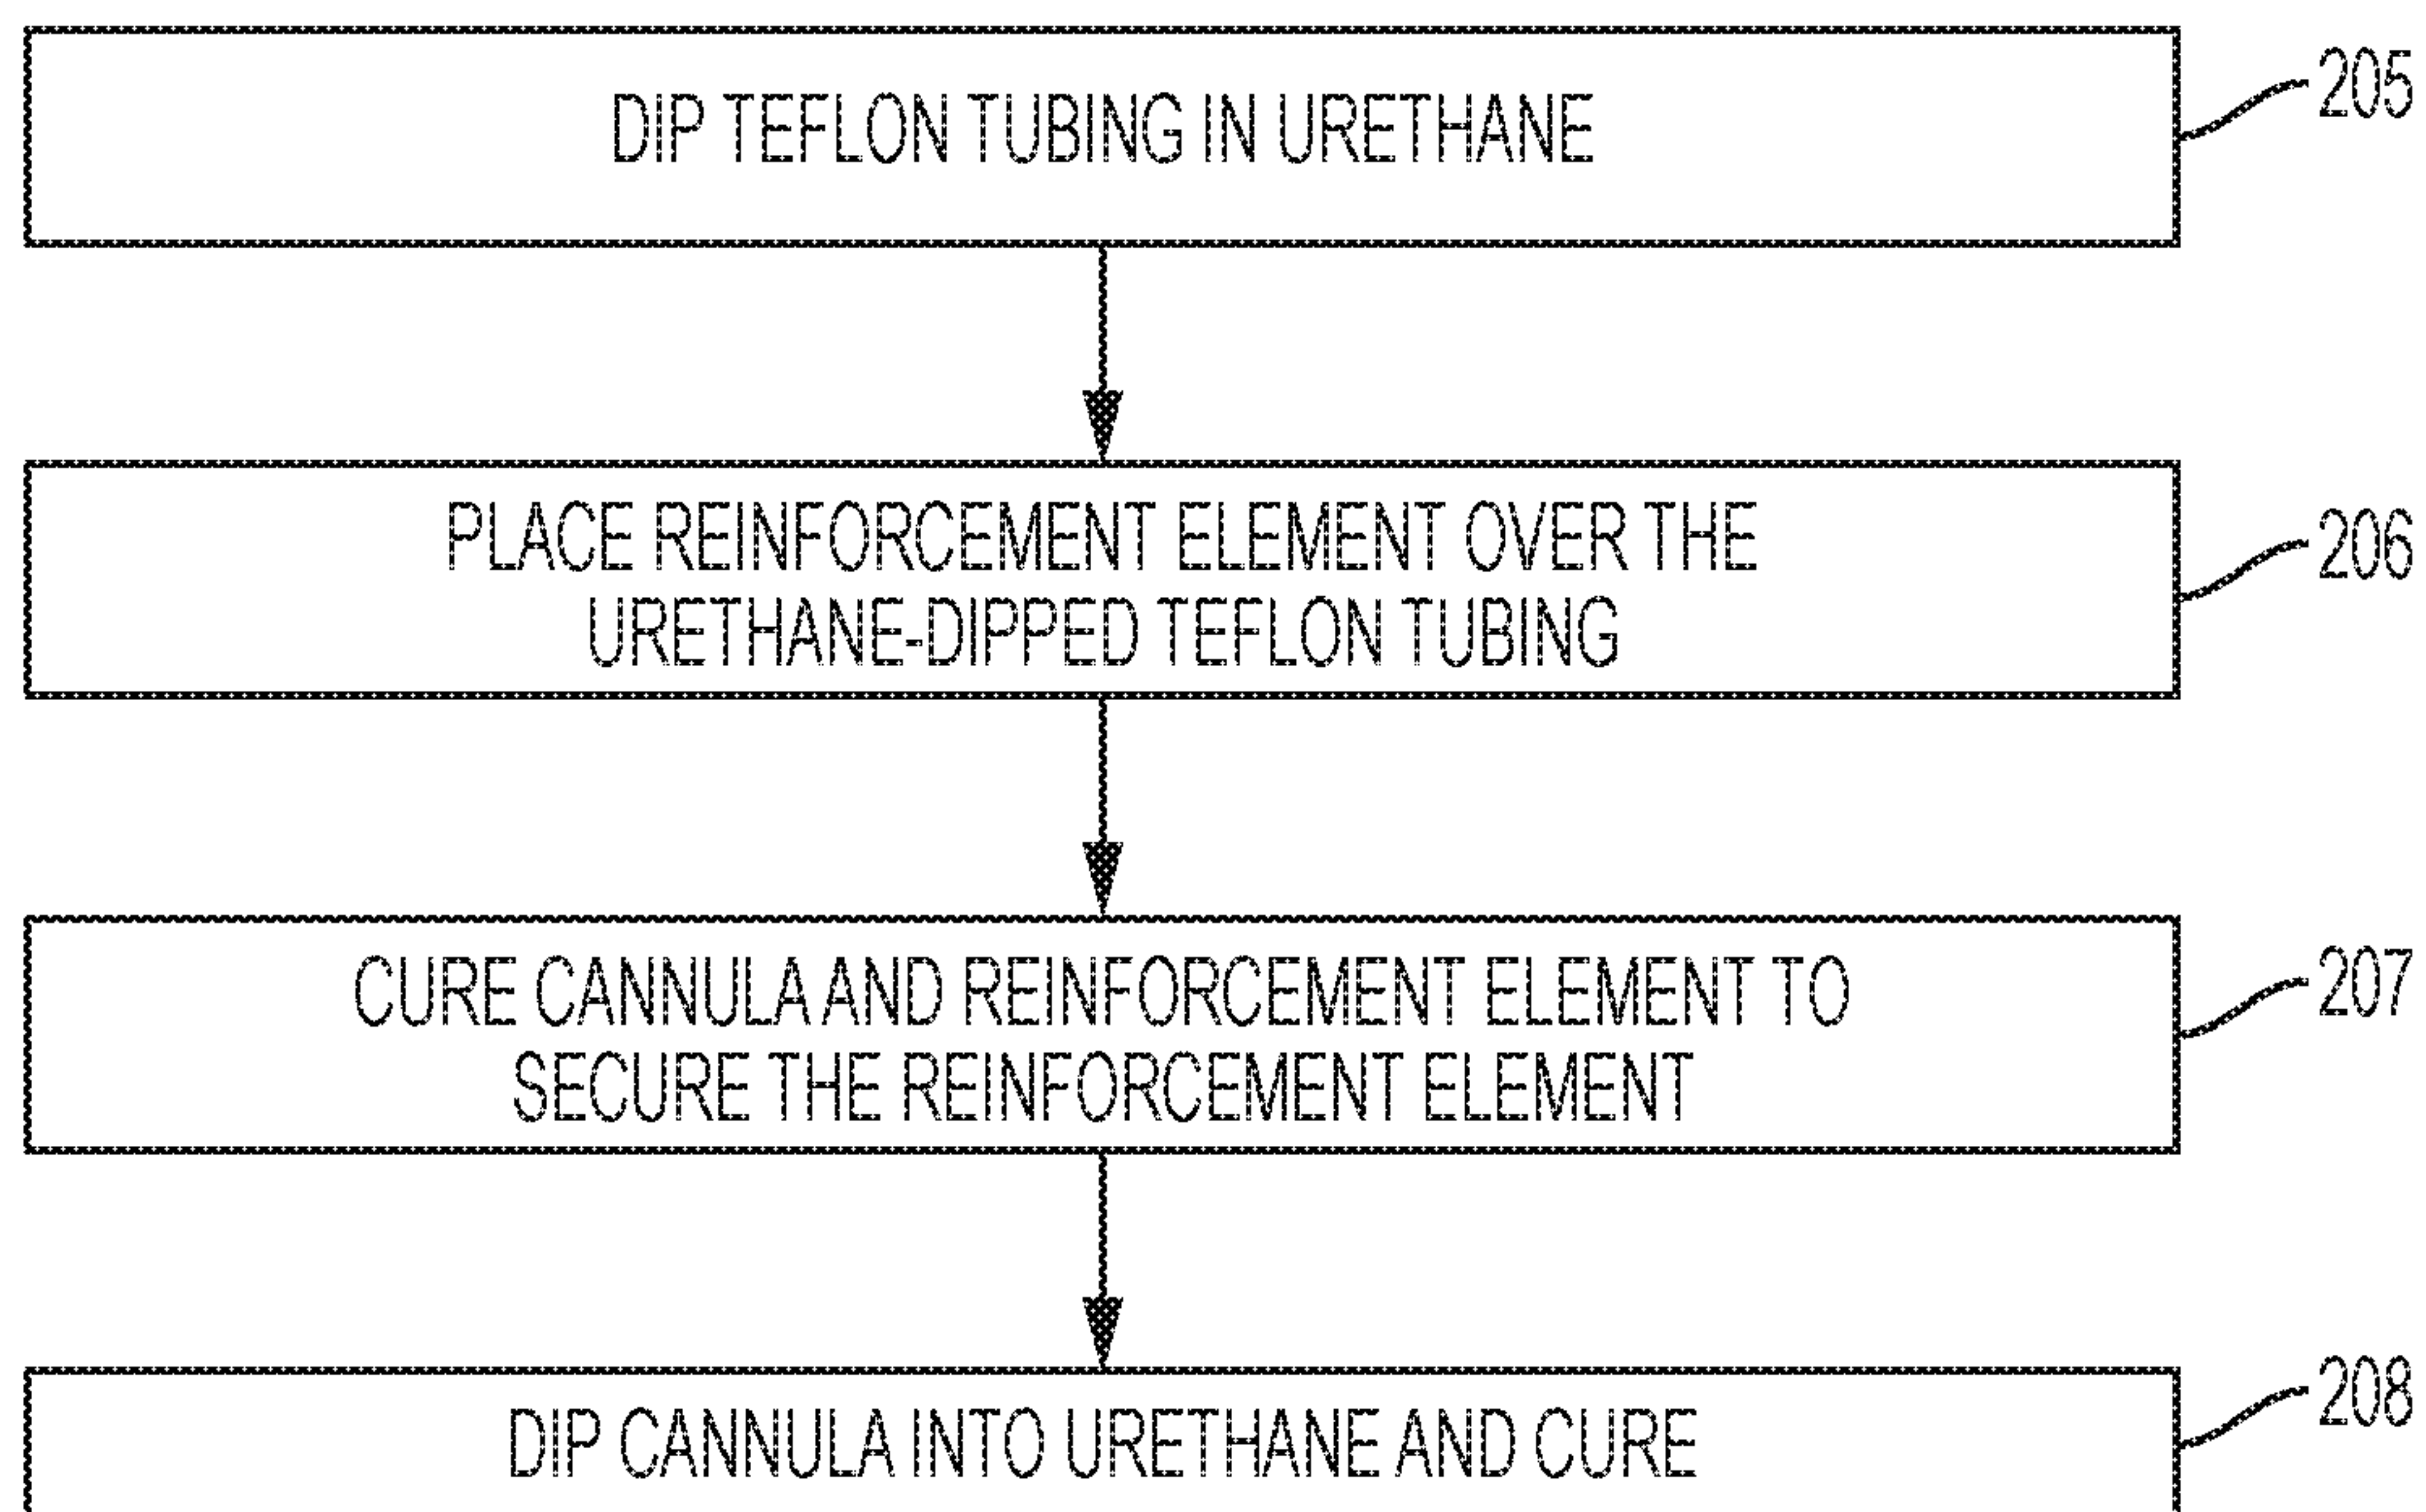 DIP TEFLON TUBING IN URETHANE
205
PLACE REINFORCEMENT ELEMENT OVER THE
URETHANE-DIPPED TEFLON TUBING
206
CURE CANNULA AND REINFORCEMENT ELEMENT TO
SECURE THE REINFORCEMENT ELEMENT
207
DIP CANNULA INTO URETHANE AND CURE
208